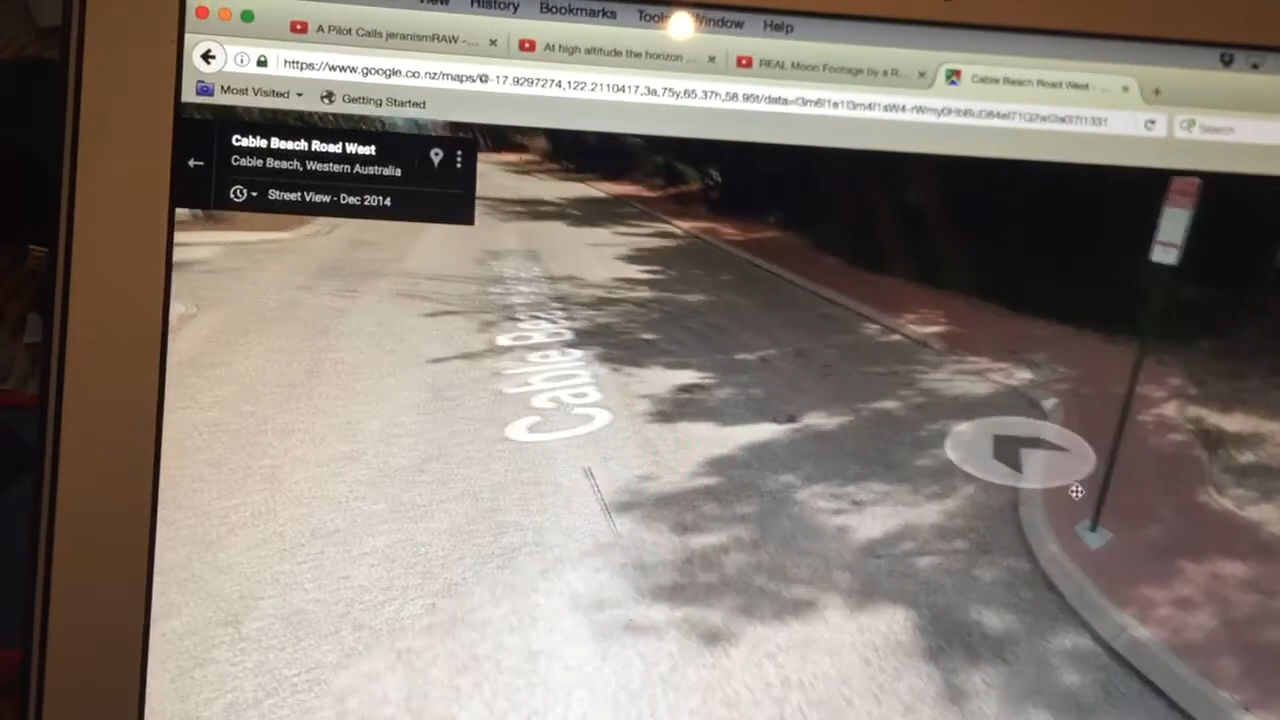 View History Bookmarks Tools Window Help
A Pilot Calls jeranismRAW -...
At high altitude the horizon ...
REAL Moon Footage by a R...
Cable Beach Road West - ...
https://www.google.co.nz/maps/@-17.9297274,122.2110417,3a,75y,65.37h,58.95t/data=
Search
Most Visited
Getting Started
Cable Beach Road West
Cable Beach, Western Australia
Street View - Dec 2014
Cable